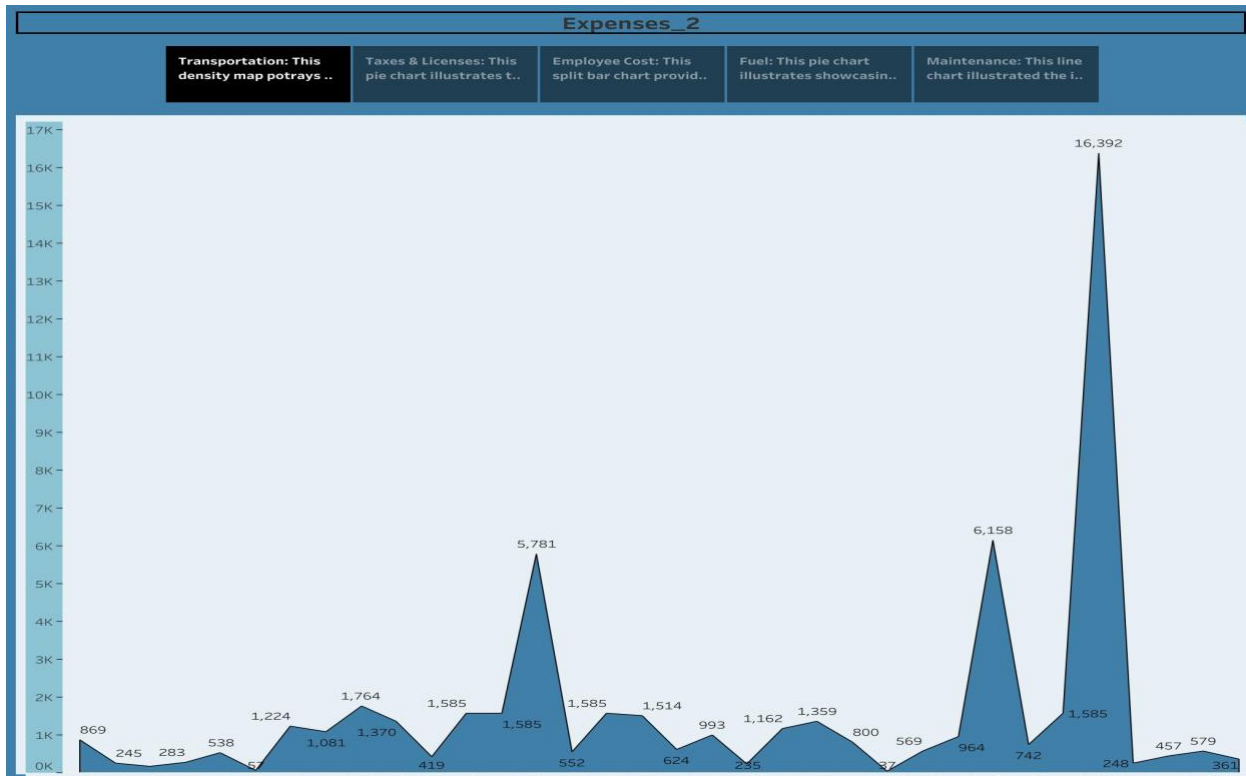 Expenses_2
Transportation: This
density map potrays ..
Taxes & Licenses: This
pie chart illustrates t..
Employee Cost: This
split bar chart provid..
Fuel: This pie chart
illustrates showcasin..
Maintenance: This line
chart illustrated the i..
17K
16K
15K
14K
13K
12K
11K
10K
9K
8K
7K
6K
5K
4K
3K
2K
1K
0K
869
245
283
538
57
1,224
1,081
1,764
1,370
419
1,585
1,585
5,781
552
1,585
1,514
624
993
235
1,162
1,359
800
37
569
964
6,158
742
1,585
16,392
248
457
579
361